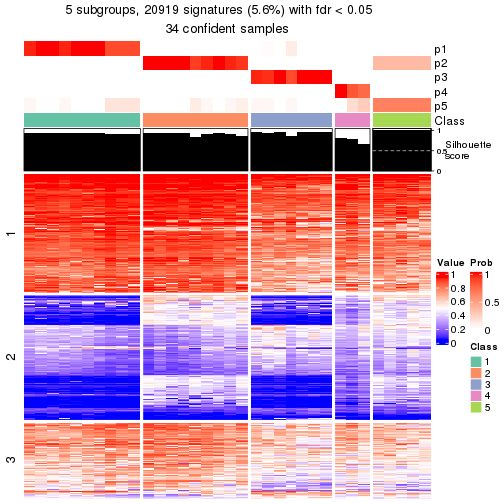 5 subgroups, 20919 signatures (5.6%) with fdr < 0.05
34 confident samples
p1
p2
p3
p4
p5
Class
1
0.5
0
Silhouette
score
1
2
3
Value
1
0.8
0.6
0.4
0.2
0
Prob
1
0.5
0
Class
1
2
3
4
5